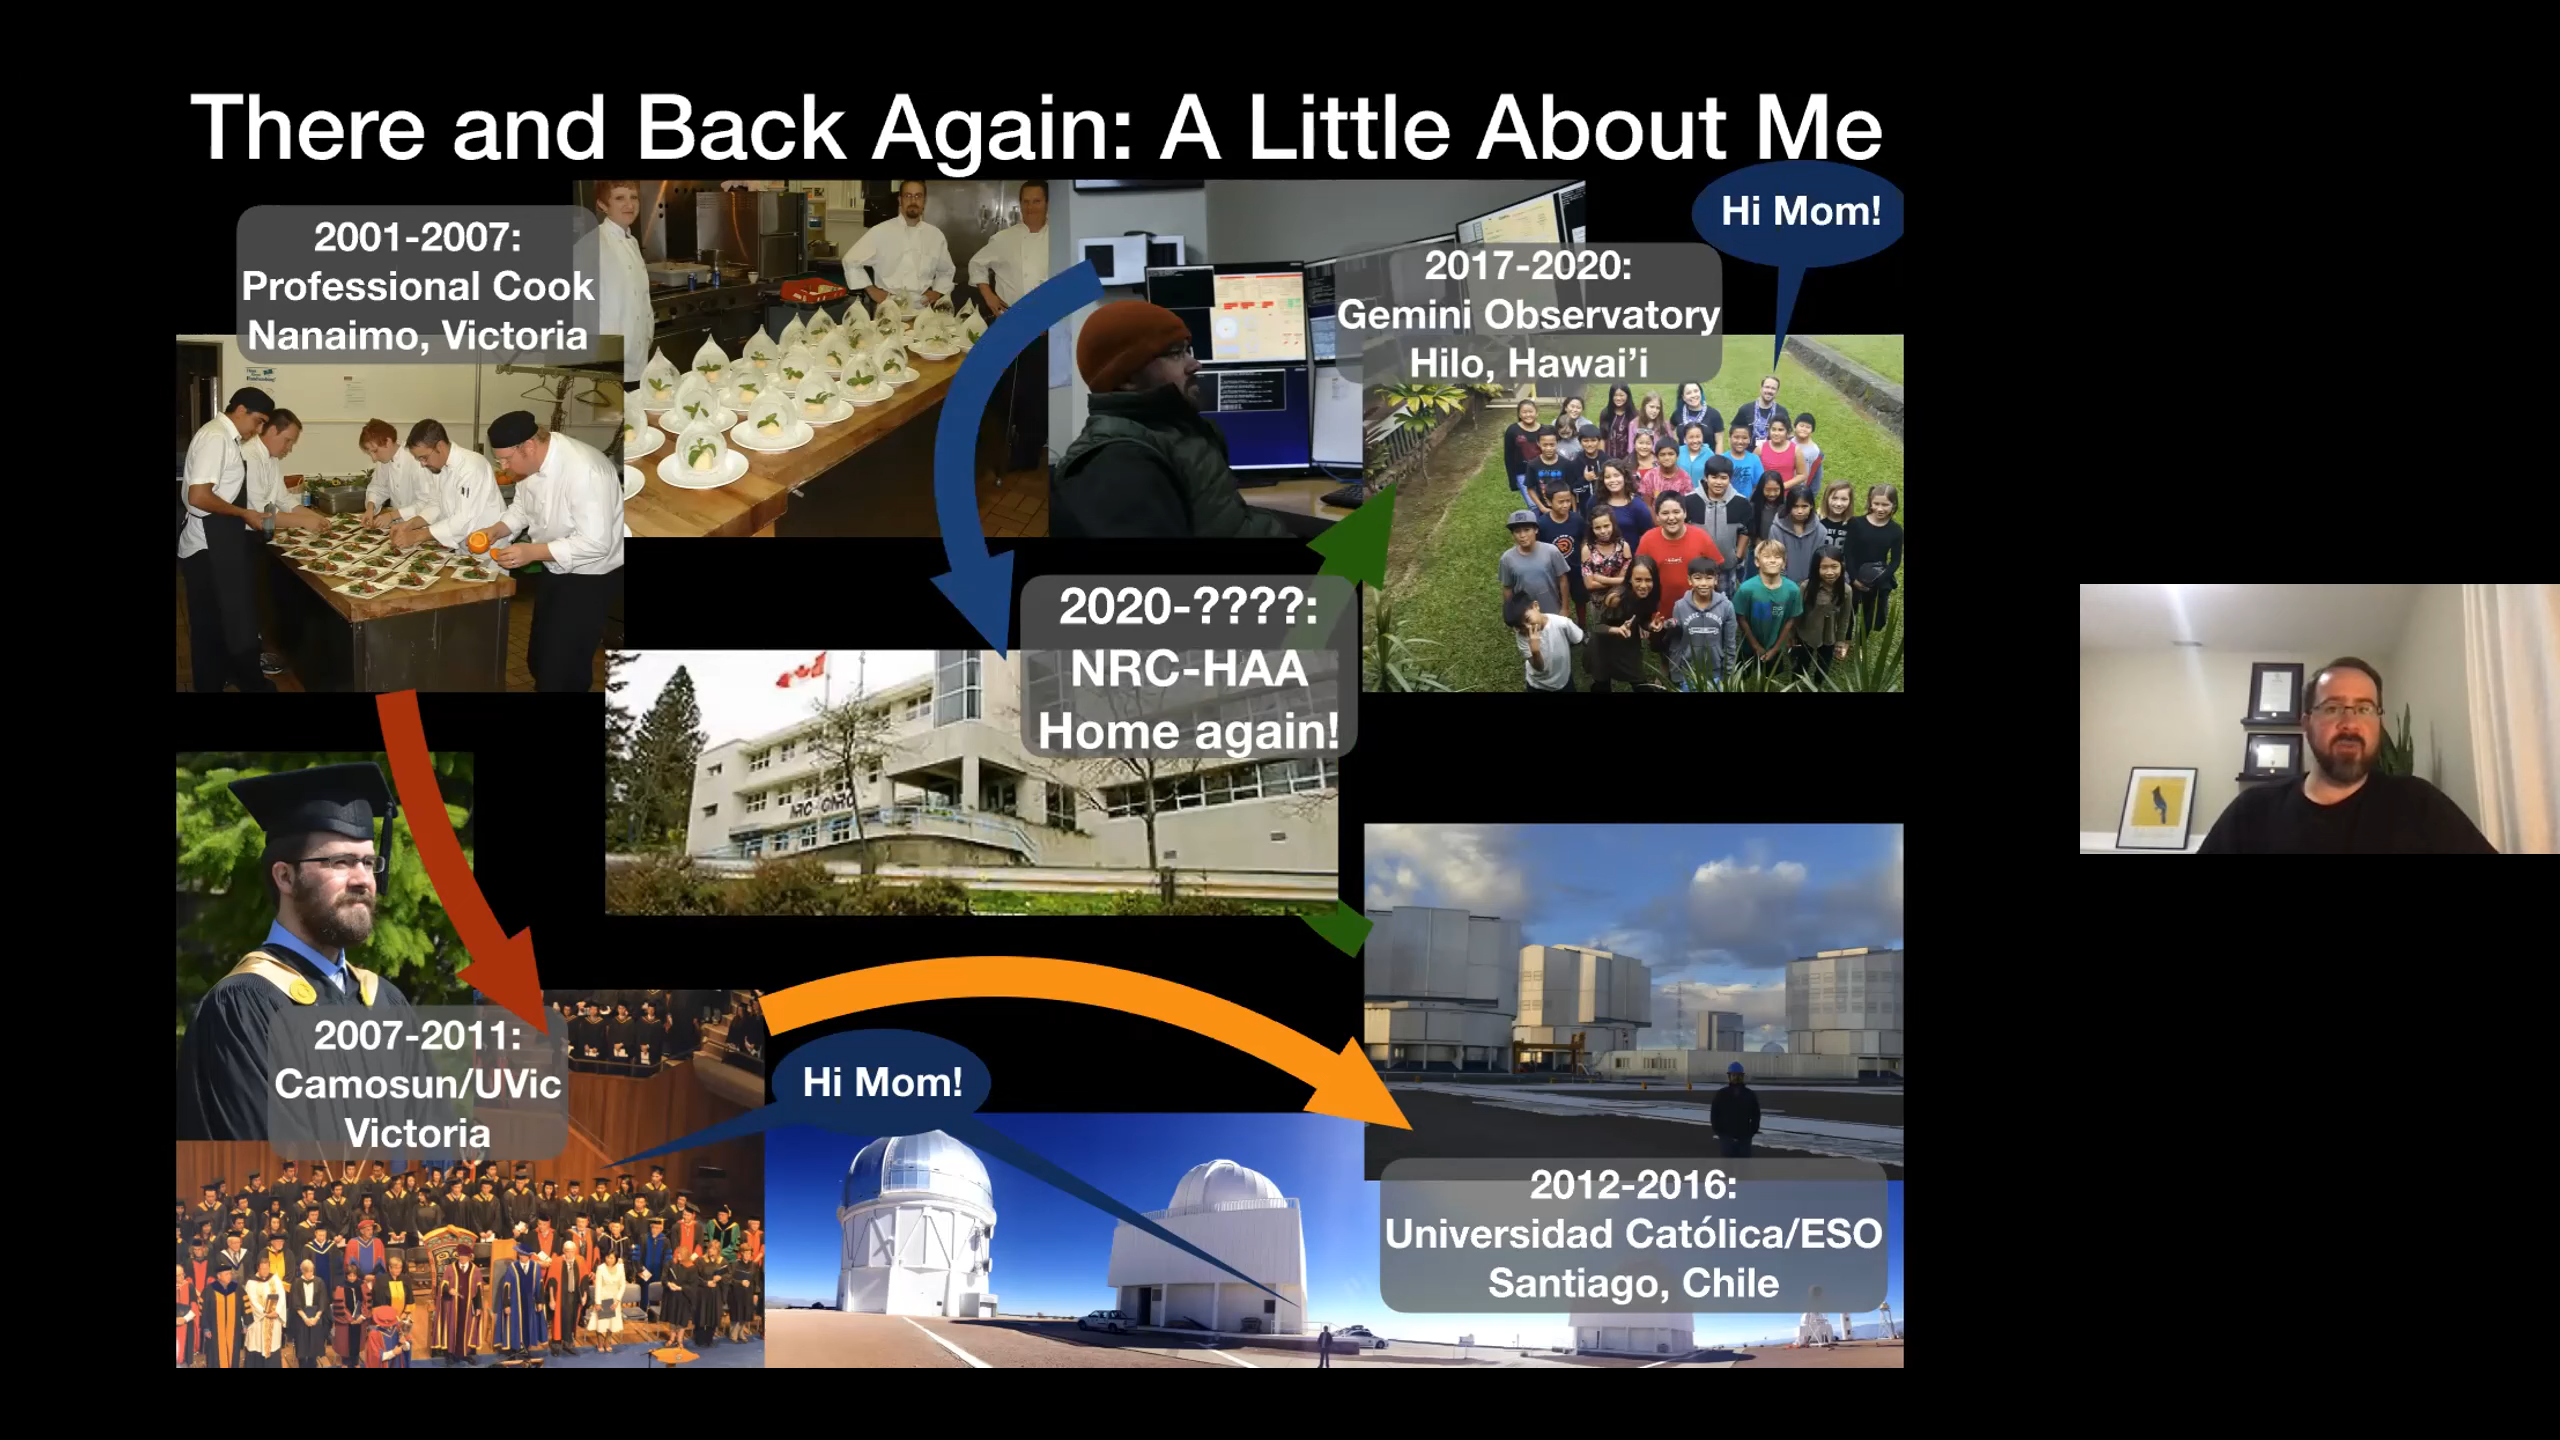 There and Back Again: A Little About Me
Hi Mom!
2001-2007:
Professional Cook
Nanaimo, Victoria
2017-2020:
Gemini Observatory
Hilo, Hawai’i
2020-????:
NRC-HAA
Home again!
NRC-CNRC
2007-2011:
Camosun/UVic
Victoria
Hi Mom!
2012-2016:
Universidad Católica/ESO
Santiago, Chile